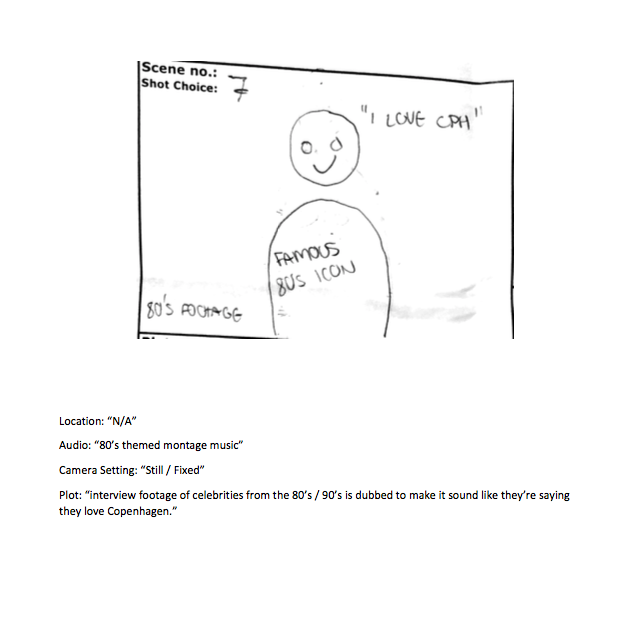 Scene no.:
Shot Choice: 7
"I LOVE CPH"
FAMOUS
80'S ICON
80'S FOOTAGE
Location: “N/A”
Audio: “80’s themed montage music”
Camera Setting: “Still / Fixed”
Plot: “interview footage of celebrities from the 80’s / 90’s is dubbed to make it sound like they’re saying
they love Copenhagen.”